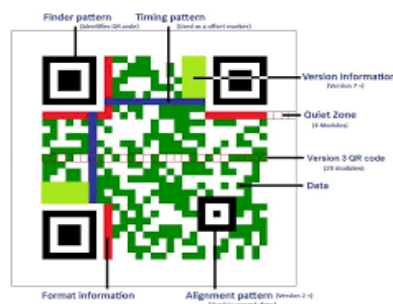 Finder pattern
(Identifies QR code)
Timing pattern
(Used as a offset marker)
Version information
(Version 7+)
Quiet Zone
(4 Modules)
Version 3 QR code
(29 modules)
Data
Format information
Alignment pattern (Version 2+)